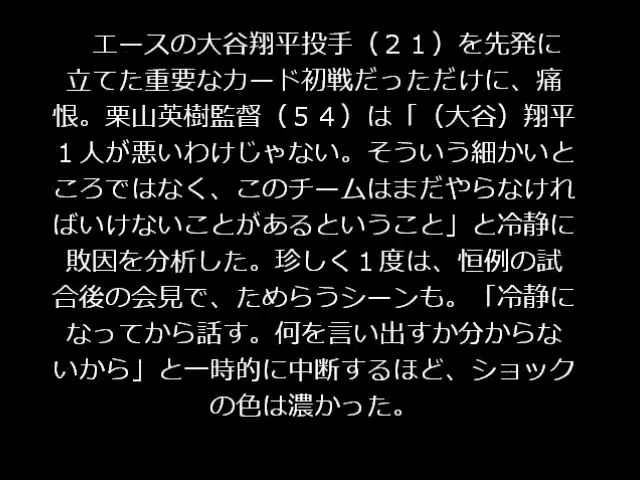 エースの大谷翔平投手（２１）を先発に
立てた重要なカード初戦だっただけに、痛
恨。栗山英樹監督（５４）は「（大谷）翔平
１人が悪いわけじゃない。そういう細かいと
ころではなく、このチームはまだやらなけれ
ばいけないことがあるということ」と冷静に
敗因を分析した。珍しく１度は、恒例の試
合後の会見で、ためらうシーンも。「冷静に
なってから話す。何を言い出すか分からな
いから」と一時的に中断するほど、ショック
の色は濃かった。